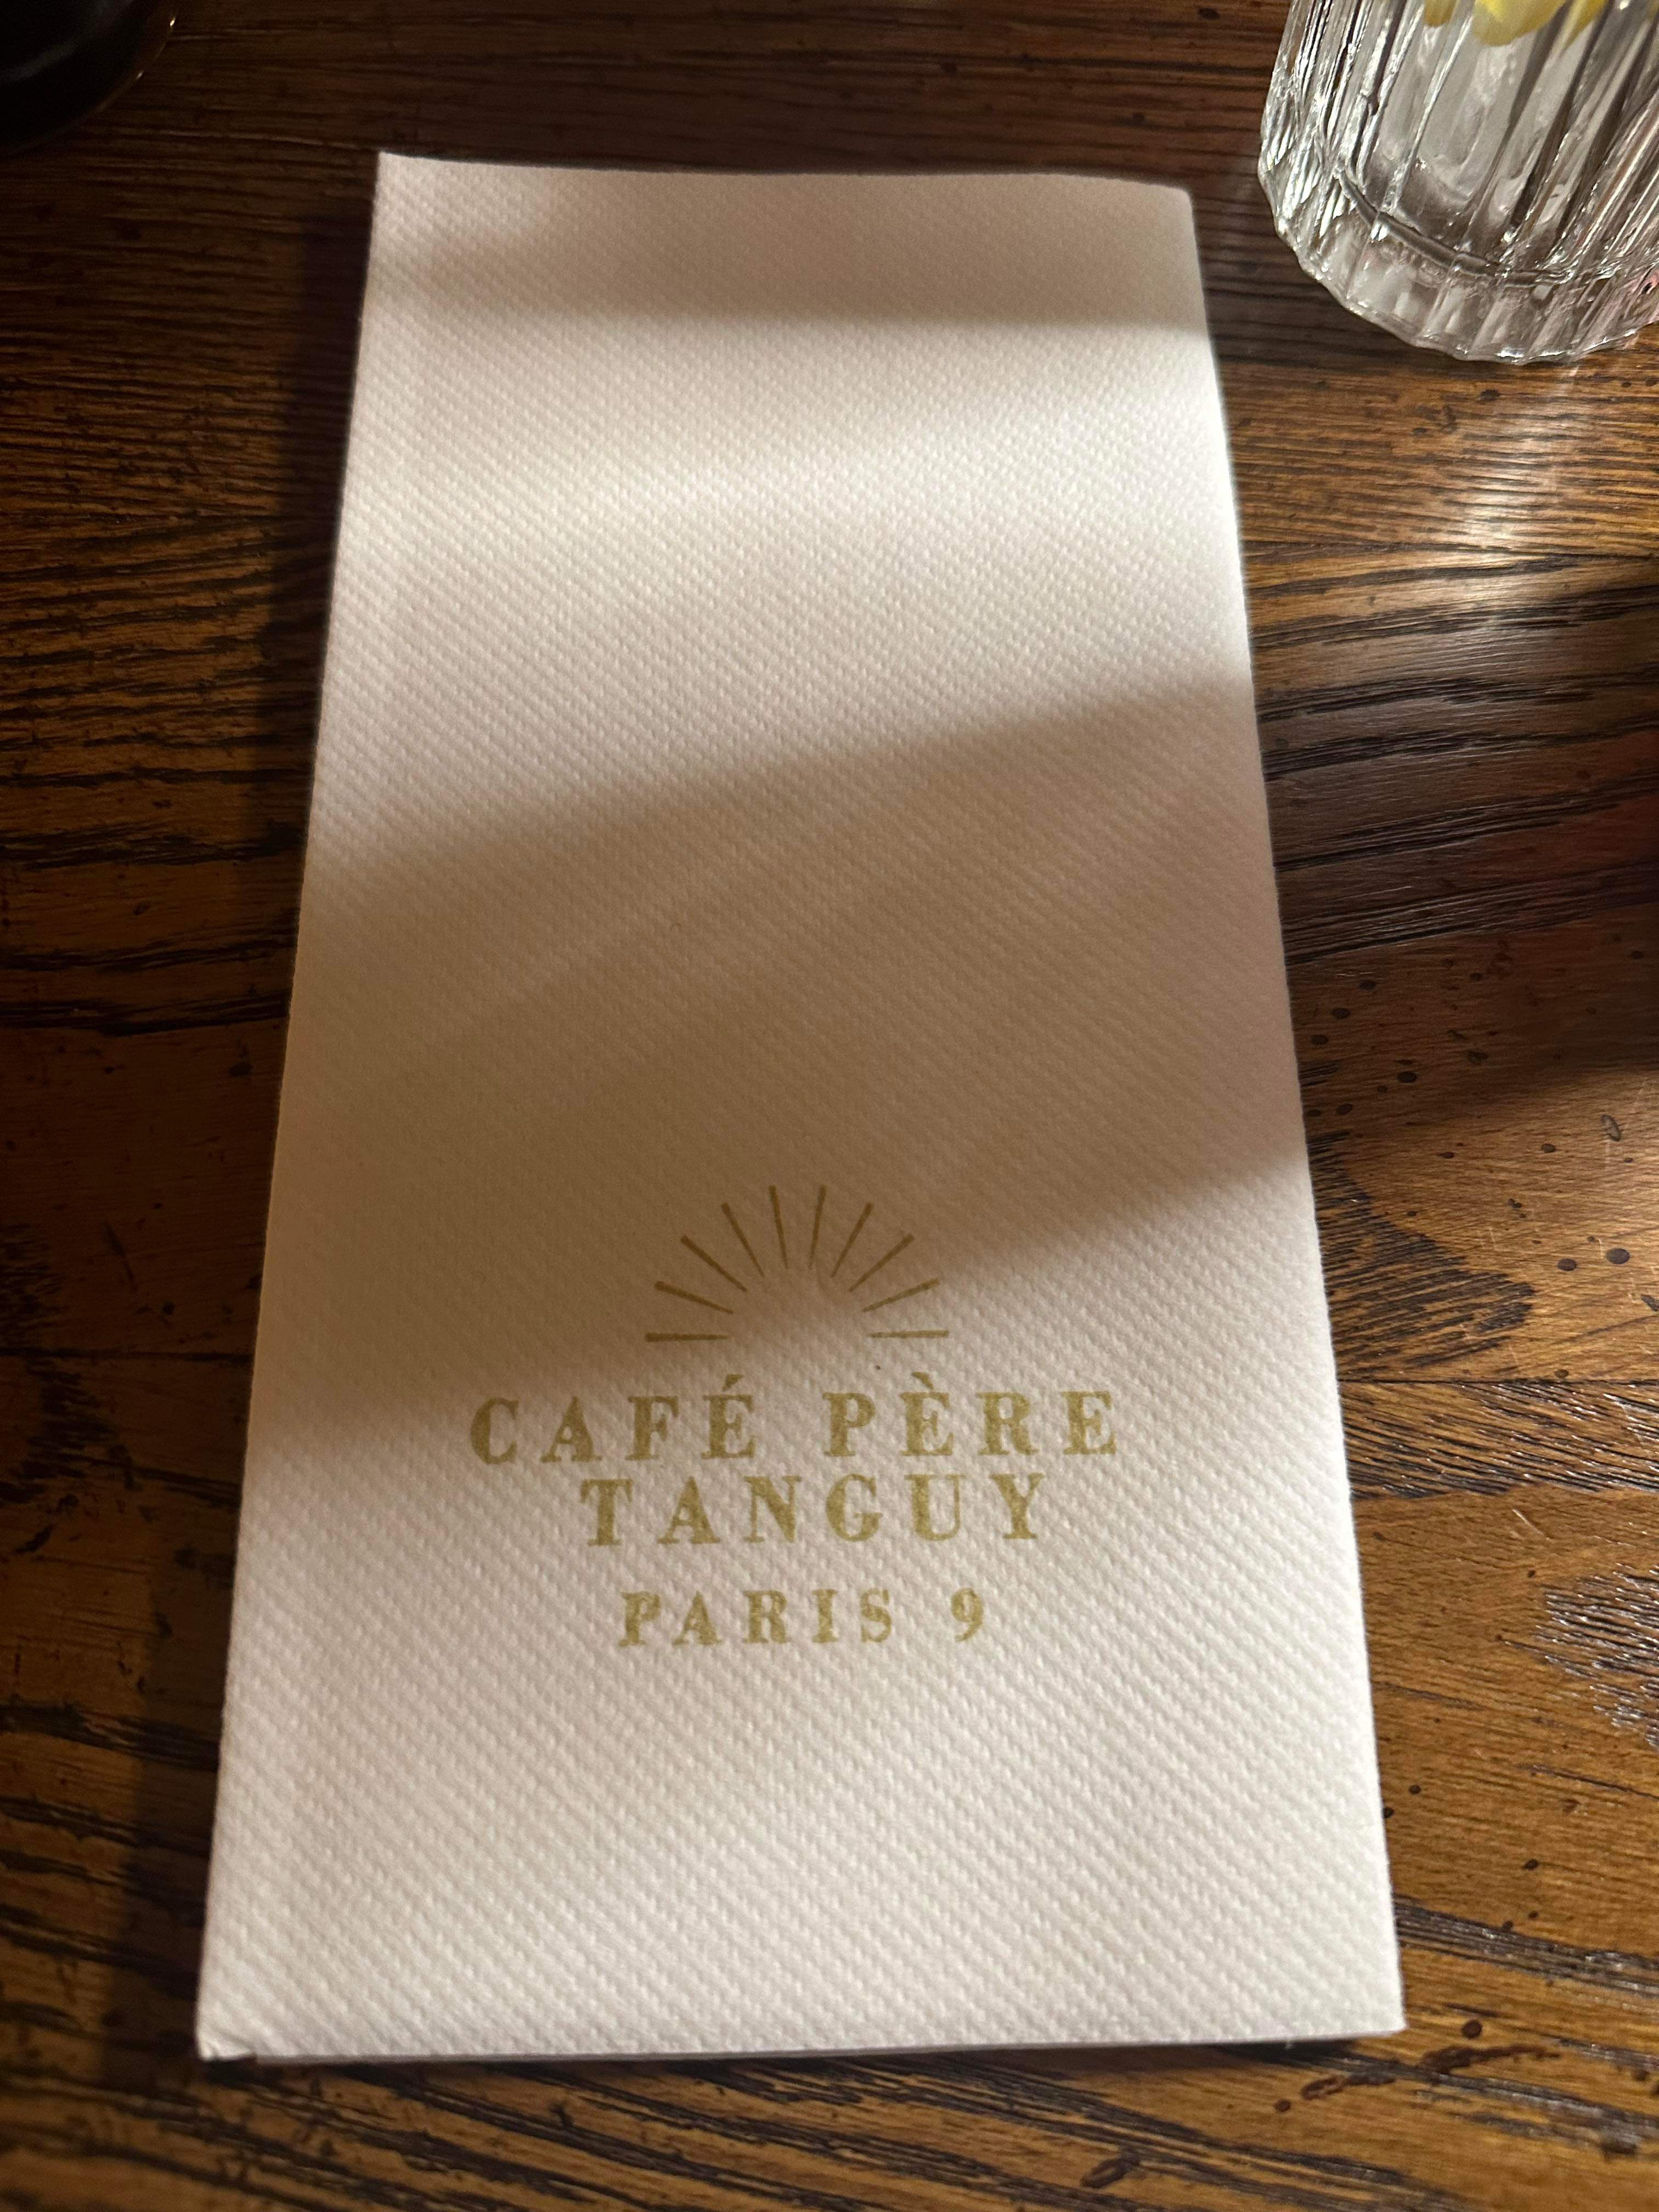 CAFÉ PÈRE
TANGUY
PARIS 9